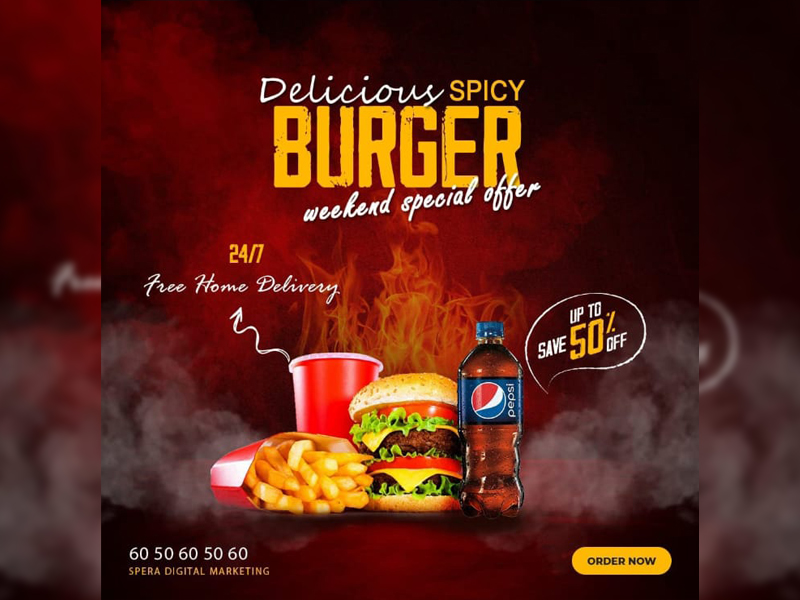 Delicious SPICY
BURGER
weekend special offer
24/7
Free Home Delivery
UP TO
SAVE 50% OFF
pepsi
60 50 60 50 60
SPERA DIGITAL MARKETING
ORDER NOW